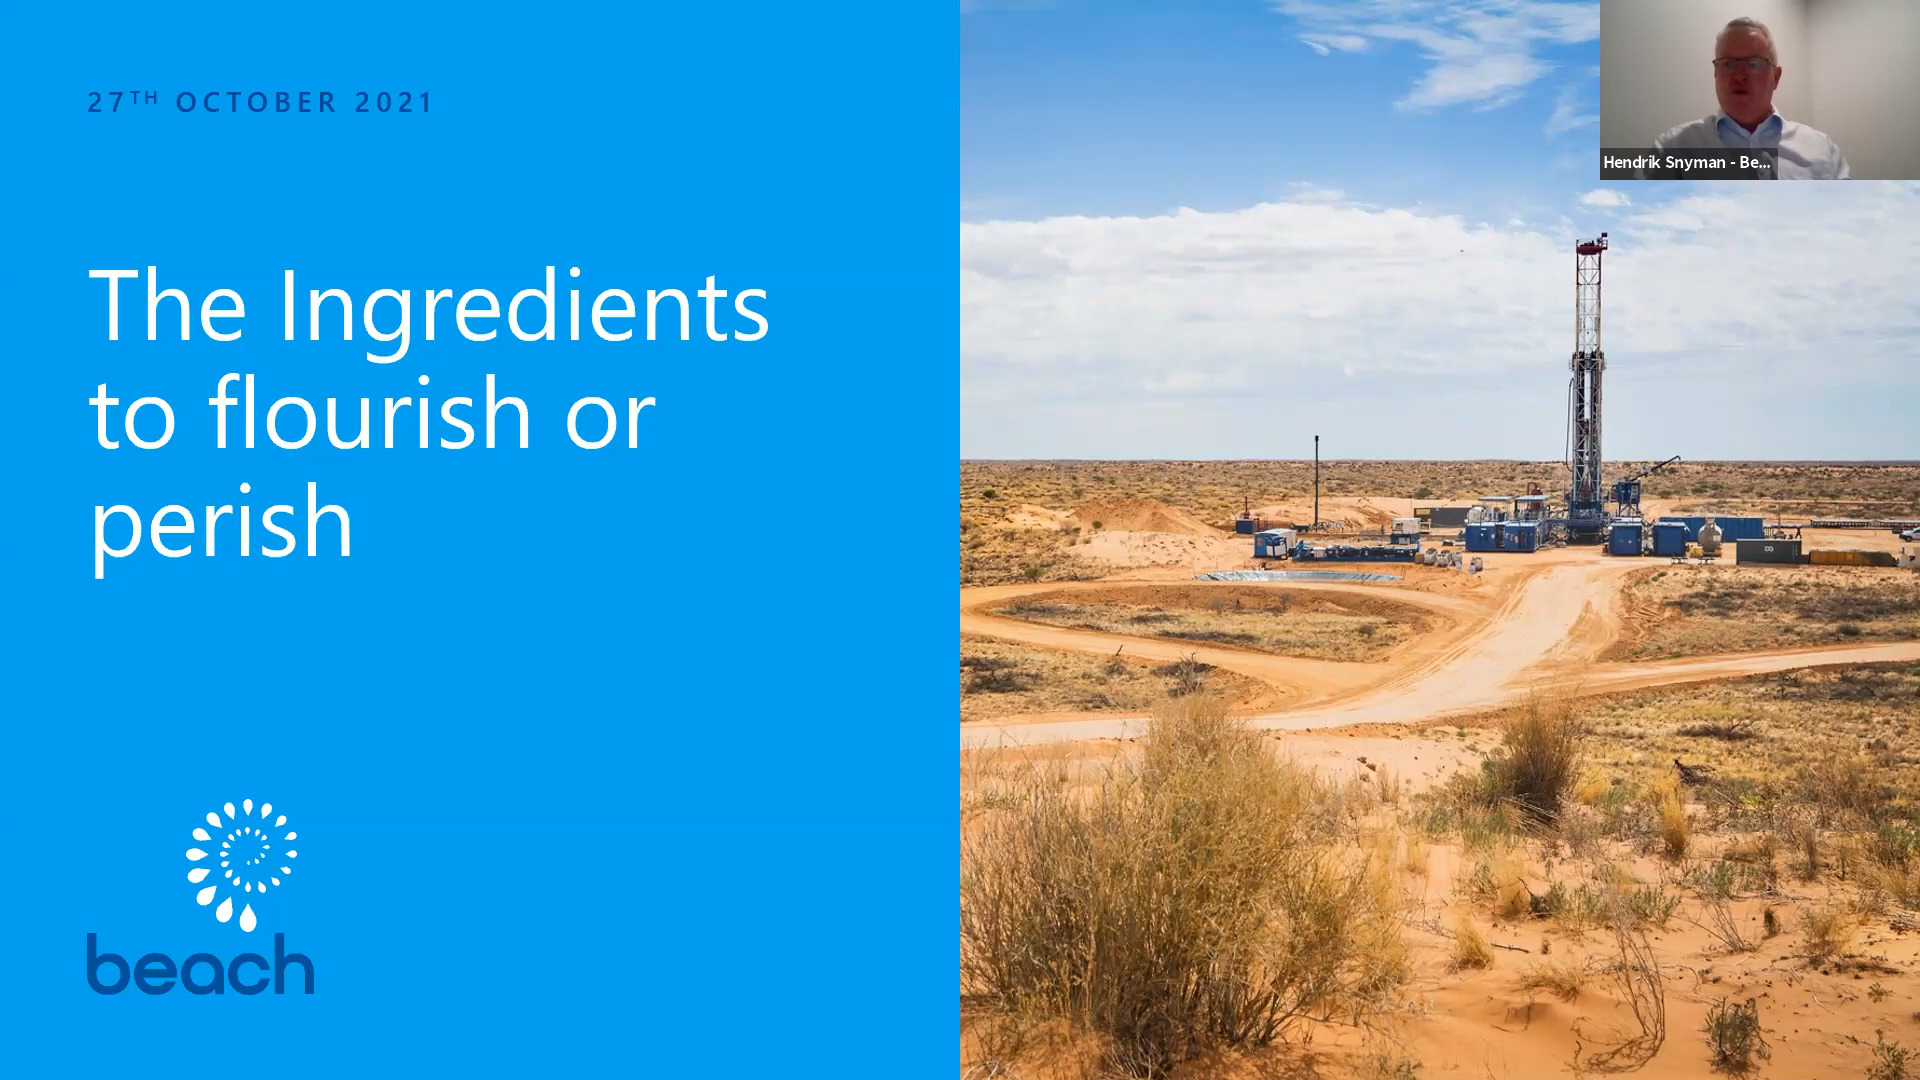 27TH OCTOBER 2021
The Ingredients
to flourish or
perish
beach
Hendrik Snyman - Be...